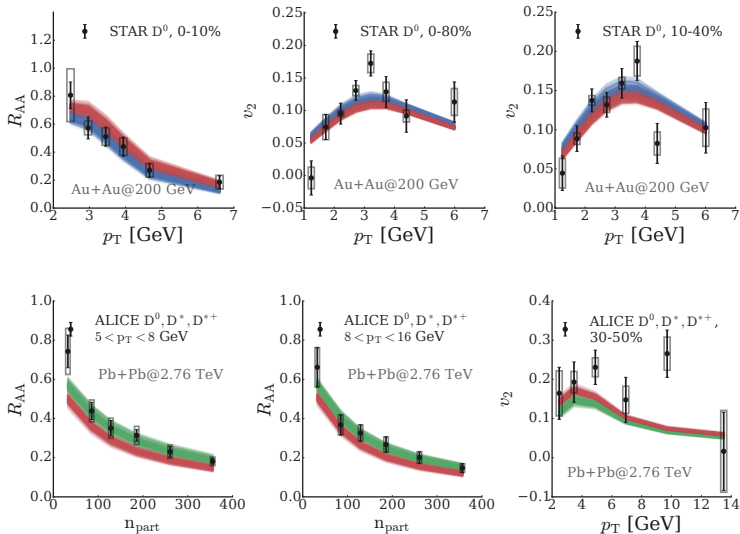 STAR D⁰, 0-10%
1.2
1.0
0.8
0.6
0.4
0.2
0.0
R_AA
Au+Au@200 GeV
2 3 4 5 6 7
p_T [GeV]
STAR D⁰, 0-80%
0.25
0.20
0.15
0.10
0.05
0.00
−0.05
v₂
Au+Au@200 GeV
1 2 3 4 5 6 7
p_T [GeV]
STAR D⁰, 10-40%
0.25
0.20
0.15
0.10
0.05
0.00
v₂
Au+Au@200 GeV
1 2 3 4 5 6 7
p_T [GeV]
ALICE D⁰, D*, D*⁺
5 < p_T < 8 GeV
Pb+Pb@2.76 TeV
1.0
0.8
0.6
0.4
0.2
0.0
R_AA
0 100 200 300 400
n_part
ALICE D⁰, D*, D*⁺
8 < p_T < 16 GeV
Pb+Pb@2.76 TeV
1.0
0.8
0.6
0.4
0.2
0.0
R_AA
0 100 200 300 400
n_part
ALICE D⁰, D*, D*⁺,
30-50%
0.4
0.3
0.2
0.1
0.0
−0.1
v₂
Pb+Pb@2.76 TeV
2 4 6 8 10 12 14
p_T [GeV]